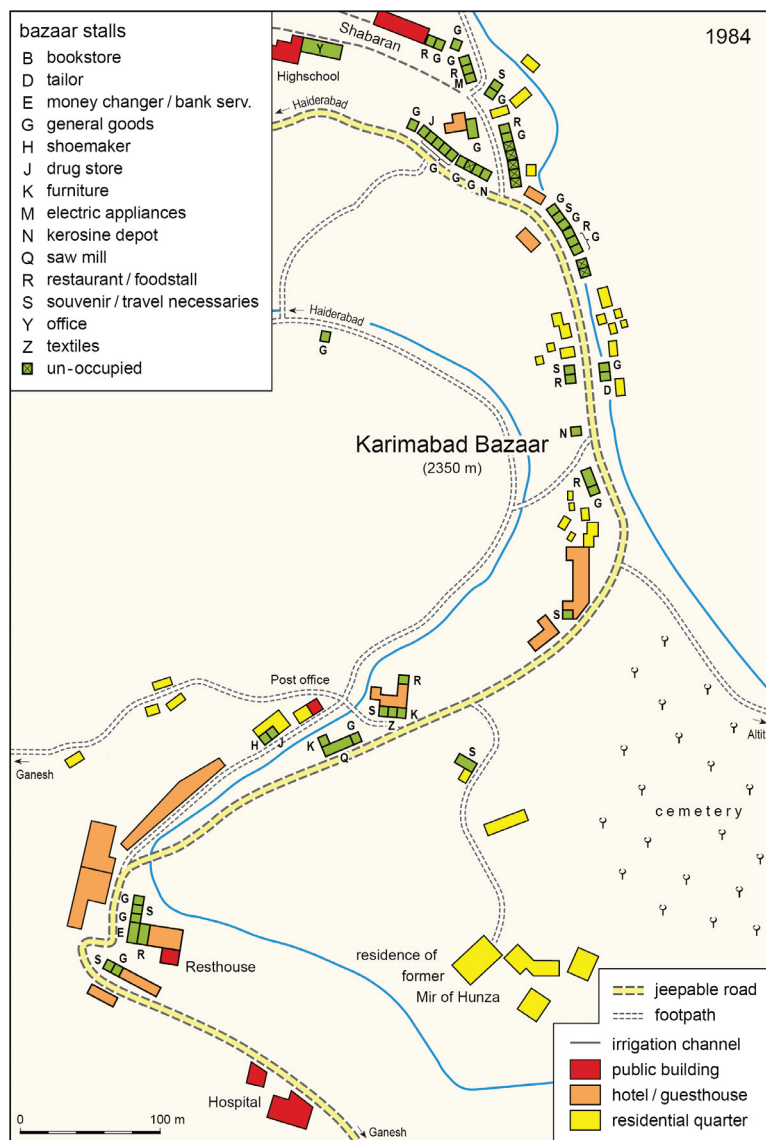 bazaar stalls
B bookstore
D tailor
E money changer / bank serv.
G general goods
H shoemaker
J drug store
K furniture
M electric appliances
N kerosine depot
Q saw mill
R restaurant / foodstall
S souvenir / travel necessaries
Y office
Z textiles
un-occupied
1984
Shabaran
Y
Highschool
G
R G G
R
M
S
G
Haiderabad
G J
G
R
G
G G G N
G
S
G
R
G
Haiderabad
G
S
R
G
D
Karimabad Bazaar
(2350 m)
N
R
G
S
Post office
R
S
Z
K
H J
K
G
Q
S
Ganesh
Altit
cemetery
G
G S
E
R
Resthouse
S G
residence of
former
Mir of Hunza
Hospital
Ganesh
0 100 m
jeepable road
footpath
irrigation channel
public building
hotel / guesthouse
residential quarter